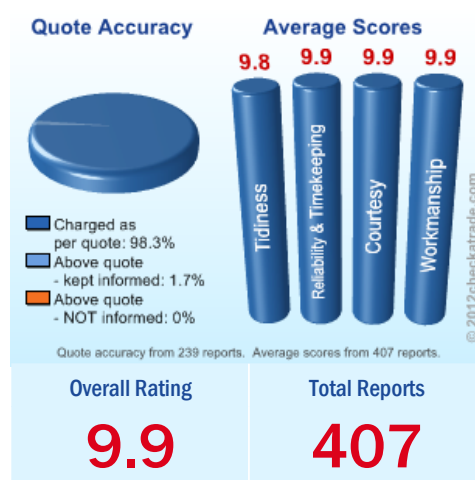 Quote Accuracy
Average Scores
9.8
9.9
9.9
9.9
Tidiness
Reliability & Timekeeping
Courtesy
Workmanship
Charged as
per quote: 98.3%
Above quote
- kept informed: 1.7%
Above quote
- NOT informed: 0%
© 2012checkatrade.com
Quote accuracy from 239 reports. Average scores from 407 reports.
Overall Rating
Total Reports
9.9
407